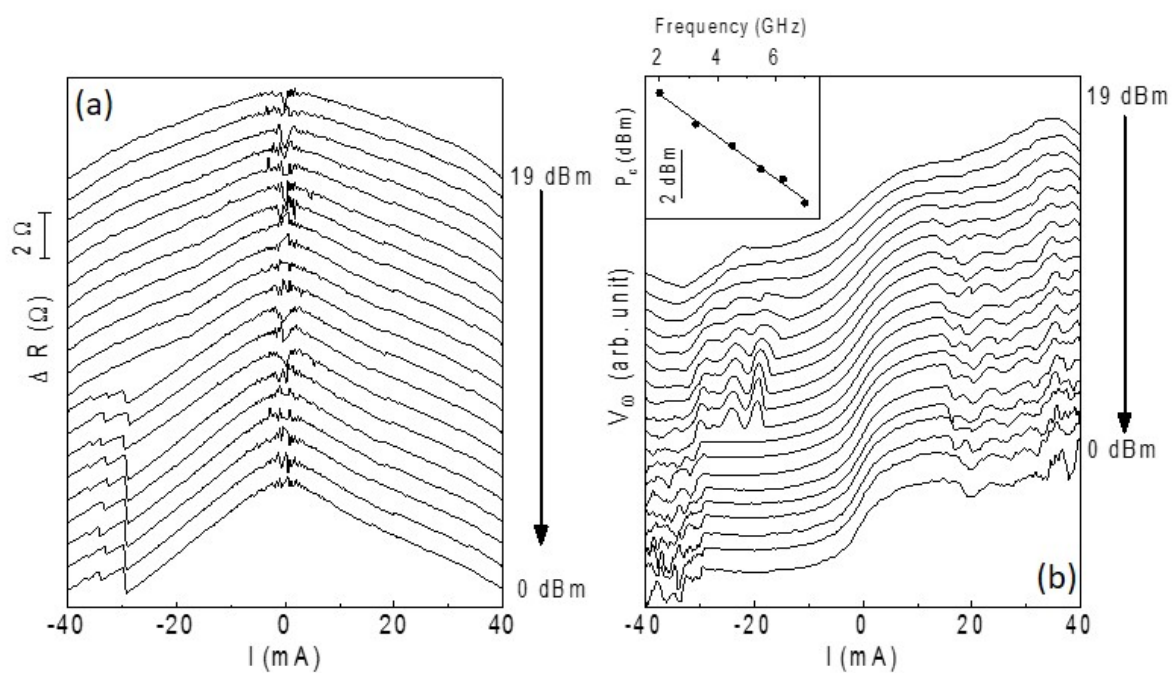 (a)
19 dBm
2 Ω
Δ R (Ω)
0 dBm
-40 -20 0 20 40
I (mA)
Frequency (GHz)
2 4 6
P_c (dBm)
2 dBm
19 dBm
V_ω (arb. unit)
0 dBm
(b)
-40 -20 0 20 40
I (mA)